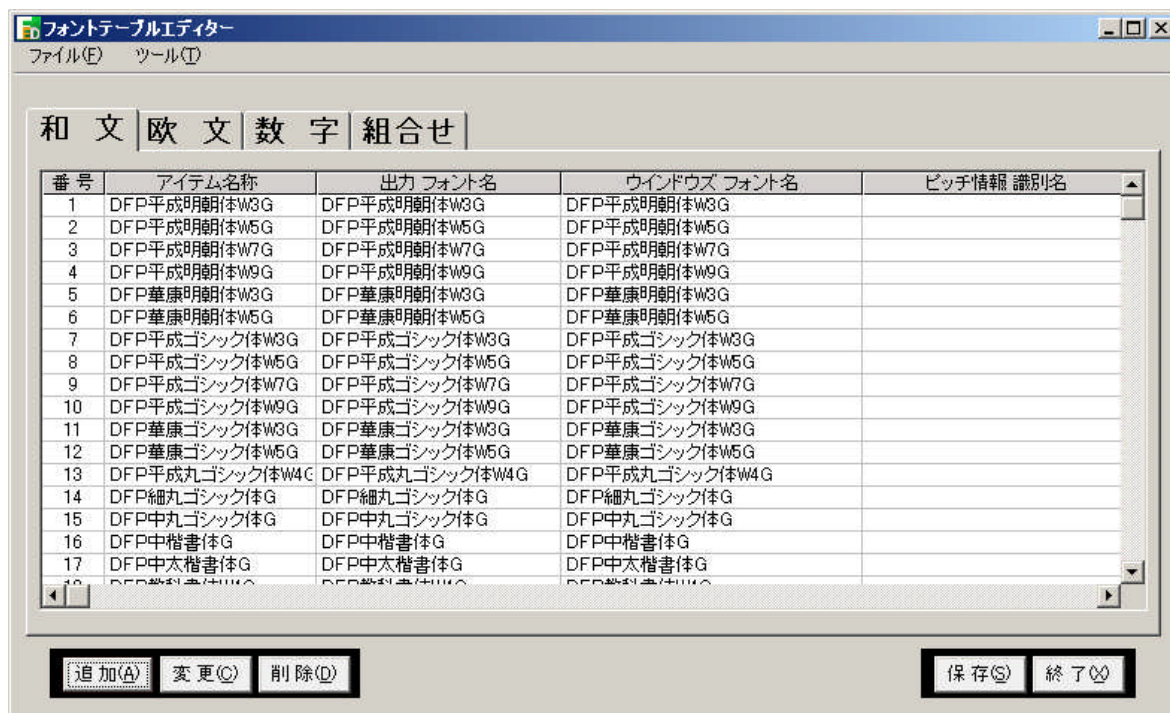 フォントテーブルエディター
ファイル(F) ツール(T)
和 文 欧 文 数 字 組合せ
番 号 アイテム名称 出力 フォント名 ウインドウズ フォント名 ピッチ情報 識別名
1 DFP平成明朝体W3G DFP平成明朝体W3G DFP平成明朝体W3G
2 DFP平成明朝体W5G DFP平成明朝体W5G DFP平成明朝体W5G
3 DFP平成明朝体W7G DFP平成明朝体W7G DFP平成明朝体W7G
4 DFP平成明朝体W9G DFP平成明朝体W9G DFP平成明朝体W9G
5 DFP華康明朝体W3G DFP華康明朝体W3G DFP華康明朝体W3G
6 DFP華康明朝体W5G DFP華康明朝体W5G DFP華康明朝体W5G
7 DFP平成ゴシック体W3G DFP平成ゴシック体W3G DFP平成ゴシック体W3G
8 DFP平成ゴシック体W5G DFP平成ゴシック体W5G DFP平成ゴシック体W5G
9 DFP平成ゴシック体W7G DFP平成ゴシック体W7G DFP平成ゴシック体W7G
10 DFP平成ゴシック体W9G DFP平成ゴシック体W9G DFP平成ゴシック体W9G
11 DFP華康ゴシック体W3G DFP華康ゴシック体W3G DFP華康ゴシック体W3G
12 DFP華康ゴシック体W5G DFP華康ゴシック体W5G DFP華康ゴシック体W5G
13 DFP平成丸ゴシック体W4G DFP平成丸ゴシック体W4G DFP平成丸ゴシック体W4G
14 DFP細丸ゴシック体G DFP細丸ゴシック体G DFP細丸ゴシック体G
15 DFP中丸ゴシック体G DFP中丸ゴシック体G DFP中丸ゴシック体G
16 DFP中楷書体G DFP中楷書体G DFP中楷書体G
17 DFP中太楷書体G DFP中太楷書体G DFP中太楷書体G
追 加(A) 変 更(C) 削 除(D) 保 存(S) 終 了(X)